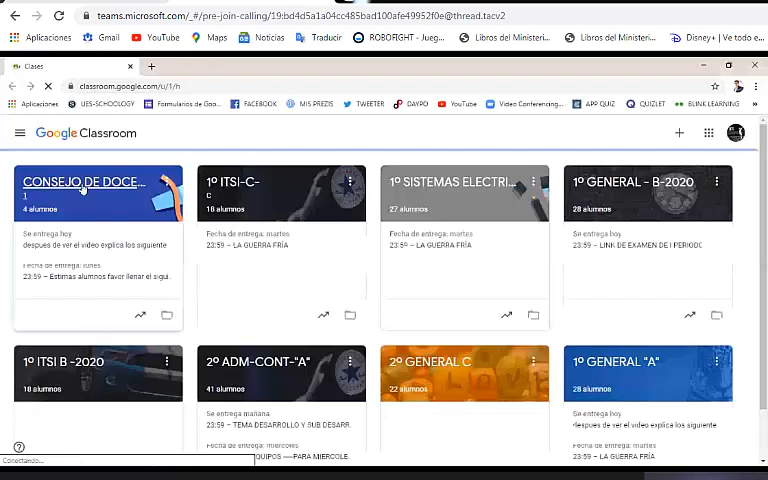 teams.microsoft.com/_#/pre-join-calling/19:bd4d5a1a04cc485bad100afe49952f0e@thread.tacv2
Aplicaciones Gmail YouTube Maps Noticias Traducir ROBOFIGHT - Jueg... Libros del Ministeri... Libros del Ministeri... Disney+ | Ve todo e...
Clases
classroom.google.com/u/1/h
Aplicaciones UES-SCHOOLOGY Formularios de Goo... FACEBOOK MIS PREZIS TWEETER DAYPO YouTube Video Conferencing... APP QUIZ QUIZLET BLINK LEARNING
Google Classroom
CONSEJO DE DOCE...
1
4 alumnos
Se entrega hoy
despues de ver el video explica los siguiente
Fecha de entrega: lunes
23:59 – Estimas alumnos favor llenar el sigui...
1º ITSI-C-
C
18 alumnos
Fecha de entrega: martes
23:59 – LA GUERRA FRÍA
1º SISTEMAS ELECTRI...
27 alumnos
Fecha de entrega: martes
23:59 – LA GUERRA FRÍA
1º GENERAL - B-2020
28 alumnos
Se entrega hoy
23:59 – LINK DE EXAMEN DE I PERIODO
1º ITSI B -2020
18 alumnos
2º ADM-CONT-"A"
41 alumnos
Se entrega mañana
23:59 – TEMA DESARROLLO Y SUB DESARR...
Fecha de entrega: miércoles
EQUIPOS ----PARA MIERCOLE...
2º GENERAL C
22 alumnos
1º GENERAL "A"
28 alumnos
Se entrega hoy
despues de ver el video explica los siguiente
Fecha de entrega: martes
23:59 – LA GUERRA FRÍA
Conectando...